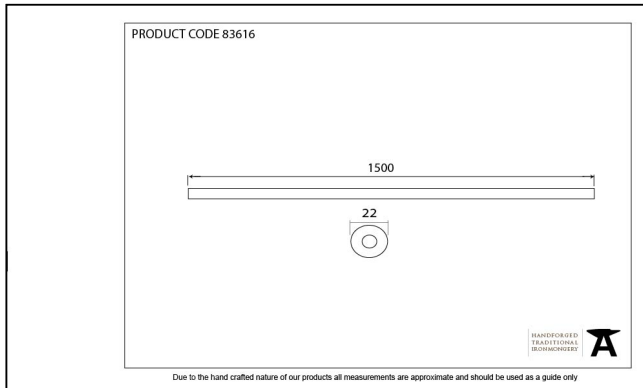 PRODUCT CODE 83616
1500
22
HANDFORGED
TRADITIONAL
IRONMONGERY
Due to the hand crafted nature of our products all measurements are approximate and should be used as a guide only